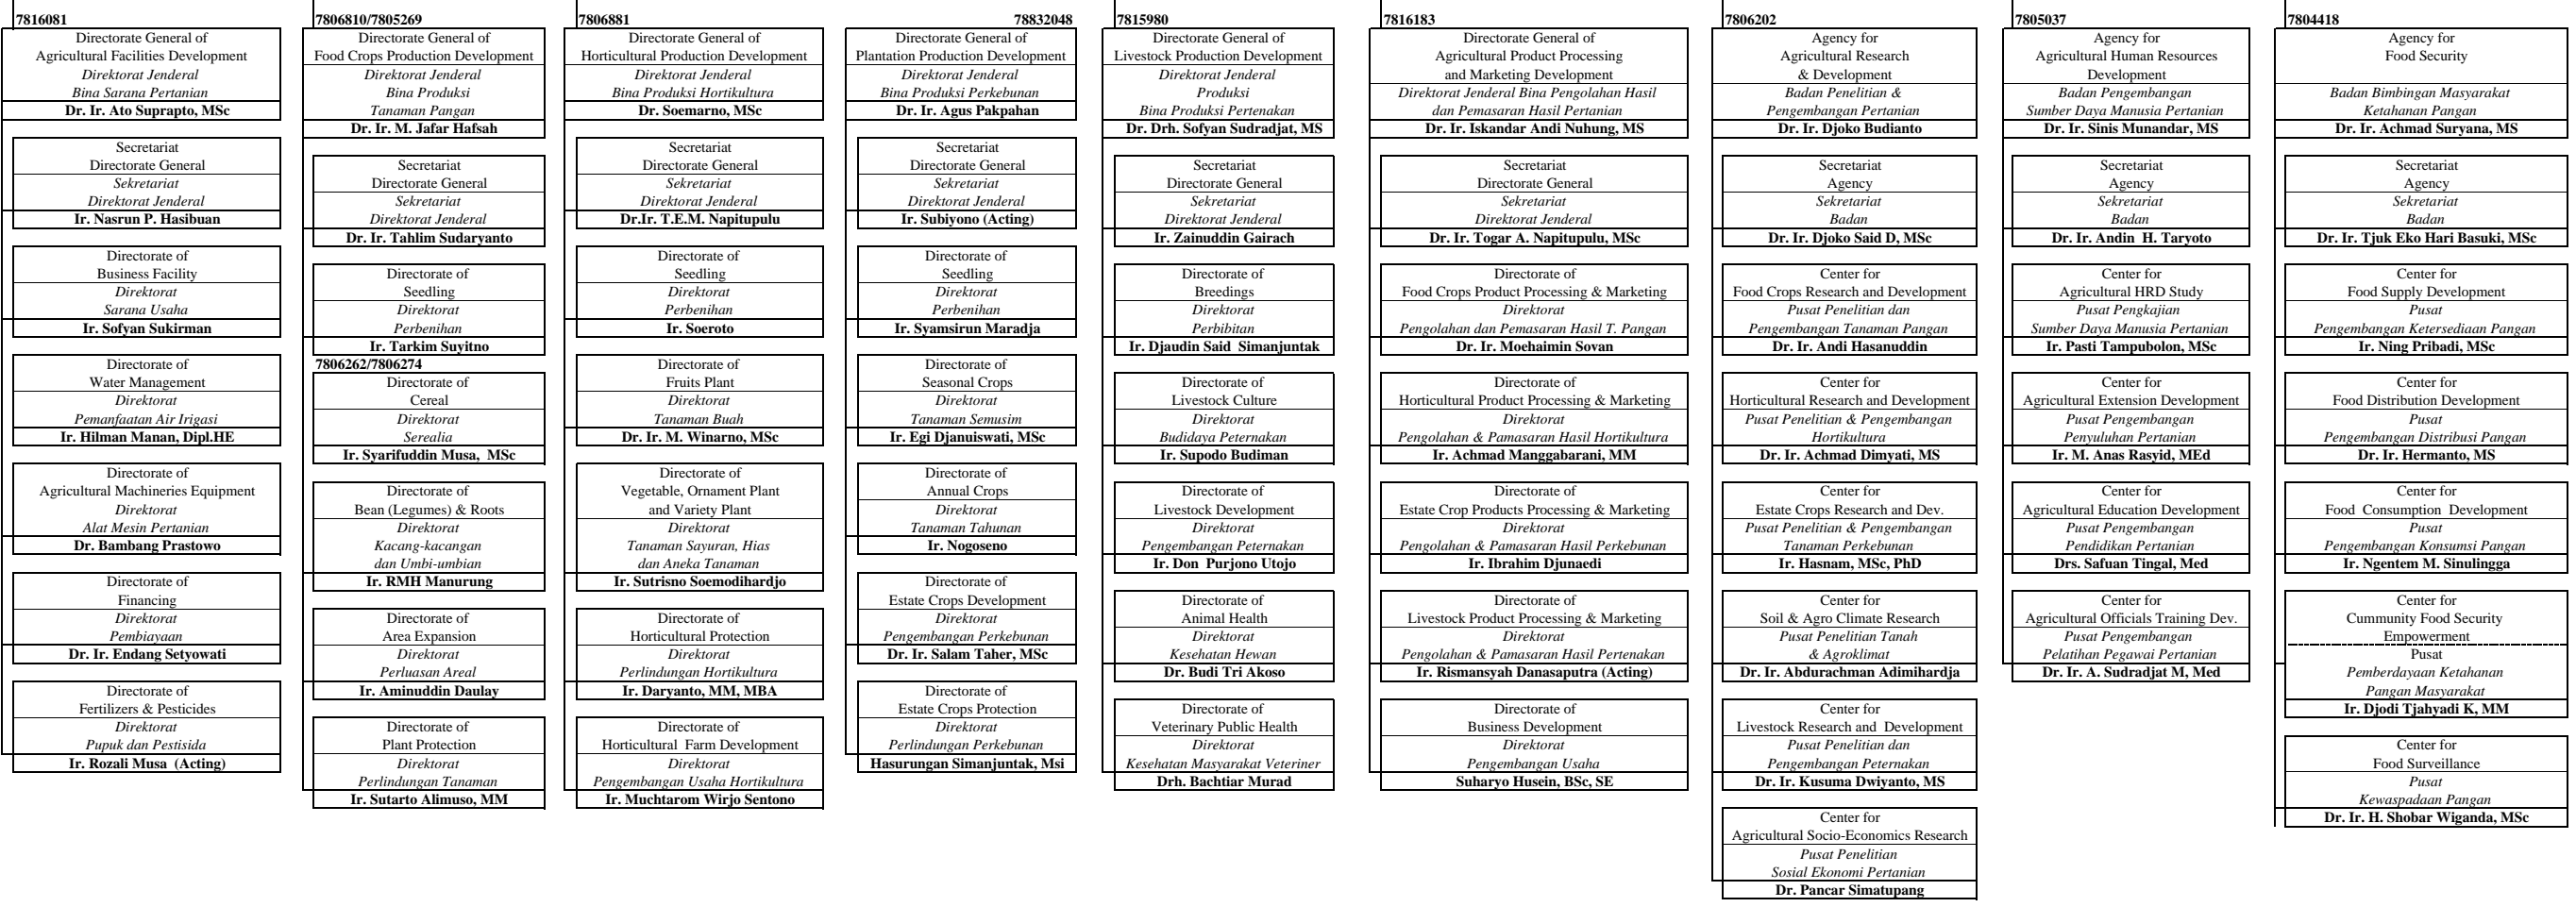 7816081
Directorate General of
Agricultural Facilities Development
Direktorat Jenderal
Bina Sarana Pertanian
Dr. Ir. Ato Suprapto, MSc
Secretariat
Directorate General
Sekretariat
Direktorat Jenderal
Ir. Nasrun P. Hasibuan
Directorate of
Business Facility
Direktorat
Sarana Usaha
Ir. Sofyan Sukirman
Directorate of
Water Management
Direktorat
Pemanfaatan Air Irigasi
Ir. Hilman Manan, Dipl.HE
Directorate of
Agricultural Machineries Equipment
Direktorat
Alat Mesin Pertanian
Dr. Bambang Prastowo
Directorate of
Financing
Direktorat
Pembiayaan
Dr. Ir. Endang Setyowati
Directorate of
Fertilizers & Pesticides
Direktorat
Pupuk dan Pestisida
Ir. Rozali Musa (Acting)
7806810/7805269
Directorate General of
Food Crops Production Development
Direktorat Jenderal
Bina Produksi
Tanaman Pangan
Dr. Ir. M. Jafar Hafsah
Secretariat
Directorate General
Sekretariat
Direktorat Jenderal
Dr. Ir. Tahlim Sudaryanto
Directorate of
Seedling
Direktorat
Perbenihan
Ir. Tarkim Suyitno
7806262/7806274
Directorate of
Cereal
Direktorat
Serealia
Ir. Syarifuddin Musa, MSc
Directorate of
Bean (Legumes) & Roots
Direktorat
Kacang-kacangan
dan Umbi-umbian
Ir. RMH Manurung
Directorate of
Area Expansion
Direktorat
Perluasan Areal
Ir. Aminuddin Daulay
Directorate of
Plant Protection
Direktorat
Perlindungan Tanaman
Ir. Sutarto Alimuso, MM
7806881
Directorate General of
Horticultural Production Development
Direktorat Jenderal
Bina Produksi Hortikultura
Dr. Soemarno, MSc
Secretariat
Directorate General
Sekretariat
Direktorat Jenderal
Dr.Ir. T.E.M. Napitupulu
Directorate of
Seedling
Direktorat
Perbenihan
Ir. Soeroto
Directorate of
Fruits Plant
Direktorat
Tanaman Buah
Dr. Ir. M. Winarno, MSc
Directorate of
Vegetable, Ornament Plant
and Variety Plant
Direktorat
Tanaman Sayuran, Hias
dan Aneka Tanaman
Ir. Sutrisno Soemodihardjo
Directorate of
Horticultural Protection
Direktorat
Perlindungan Hortikultura
Ir. Daryanto, MM, MBA
Directorate of
Horticultural Farm Development
Direktorat
Pengembangan Usaha Hortikultura
Ir. Muchtarom Wirjo Sentono
78832048
Directorate General of
Plantation Production Development
Direktorat Jenderal
Bina Produksi Perkebunan
Dr. Ir. Agus Pakpahan
Secretariat
Directorate General
Sekretariat
Direktorat Jenderal
Ir. Subiyono (Acting)
Directorate of
Seedling
Direktorat
Perbenihan
Ir. Syamsirun Maradja
Directorate of
Seasonal Crops
Direktorat
Tanaman Semusim
Ir. Egi Djanuiswati, MSc
Directorate of
Annual Crops
Direktorat
Tanaman Tahunan
Ir. Nogoseno
Directorate of
Estate Crops Development
Direktorat
Pengembangan Perkebunan
Dr. Ir. Salam Taher, MSc
Directorate of
Estate Crops Protection
Direktorat
Perlindungan Perkebunan
Hasurungan Simanjuntak, Msi
7815980
Directorate General of
Livestock Production Development
Direktorat Jenderal
Produksi
Bina Produksi Pertenakan
Dr. Drh. Sofyan Sudradjat, MS
Secretariat
Directorate General
Sekretariat
Direktorat Jenderal
Ir. Zainuddin Gairach
Directorate of
Breedings
Direktorat
Perbibitan
Ir. Djaudin Said Simanjuntak
Directorate of
Livestock Culture
Direktorat
Budidaya Peternakan
Ir. Supodo Budiman
Directorate of
Livestock Development
Direktorat
Pengembangan Peternakan
Ir. Don Purjono Utojo
Directorate of
Animal Health
Direktorat
Kesehatan Hewan
Dr. Budi Tri Akoso
Directorate of
Veterinary Public Health
Direktorat
Kesehatan Masyarakat Veteriner
Drh. Bachtiar Murad
7816183
Directorate General of
Agricultural Product Processing
and Marketing Development
Direktorat Jenderal Bina Pengolahan Hasil
dan Pemasaran Hasil Pertanian
Dr. Ir. Iskandar Andi Nuhung, MS
Secretariat
Directorate General
Sekretariat
Direktorat Jenderal
Dr. Ir. Togar A. Napitupulu, MSc
Directorate of
Food Crops Product Processing & Marketing
Direktorat
Pengolahan dan Pemasaran Hasil T. Pangan
Dr. Ir. Moehaimin Sovan
Directorate of
Horticultural Product Processing & Marketing
Direktorat
Pengolahan & Pamasaran Hasil Hortikultura
Ir. Achmad Manggabarani, MM
Directorate of
Estate Crop Products Processing & Marketing
Direktorat
Pengolahan & Pamasaran Hasil Perkebunan
Ir. Ibrahim Djunaedi
Directorate of
Livestock Product Processing & Marketing
Direktorat
Pengolahan & Pamasaran Hasil Pertenakan
Ir. Rismansyah Danasaputra (Acting)
Directorate of
Business Development
Direktorat
Pengembangan Usaha
Suharyo Husein, BSc, SE
7806202
Agency for
Agricultural Research
& Development
Badan Penelitian &
Pengembangan Pertanian
Dr. Ir. Djoko Budianto
Secretariat
Agency
Sekretariat
Badan
Dr. Ir. Djoko Said D, MSc
Center for
Food Crops Research and Development
Pusat Penelitian dan
Pengembangan Tanaman Pangan
Dr. Ir. Andi Hasanuddin
Center for
Horticultural Research and Development
Pusat Penelitian & Pengembangan
Hortikultura
Dr. Ir. Achmad Dimyati, MS
Center for
Estate Crops Research and Dev.
Pusat Penelitian & Pengembangan
Tanaman Perkebunan
Ir. Hasnam, MSc, PhD
Center for
Soil & Agro Climate Research
Pusat Penelitian Tanah
& Agroklimat
Dr. Ir. Abdurachman Adimihardja
Center for
Livestock Research and Development
Pusat Penelitian dan
Pengembangan Peternakan
Dr. Ir. Kusuma Dwiyanto, MS
Center for
Agricultural Socio-Economics Research
Pusat Penelitian
Sosial Ekonomi Pertanian
Dr. Pancar Simatupang
7805037
Agency for
Agricultural Human Resources
Development
Badan Pengembangan
Sumber Daya Manusia Pertanian
Dr. Ir. Sinis Munandar, MS
Secretariat
Agency
Sekretariat
Badan
Dr. Ir. Andin H. Taryoto
Center for
Agricultural HRD Study
Pusat Pengkajian
Sumber Daya Manusia Pertanian
Ir. Pasti Tampubolon, MSc
Center for
Agricultural Extension Development
Pusat Pengembangan
Penyuluhan Pertanian
Ir. M. Anas Rasyid, MEd
Center for
Agricultural Education Development
Pusat Pengembangan
Pendidikan Pertanian
Drs. Safuan Tingal, Med
Center for
Agricultural Officials Training Dev.
Pusat Pengembangan
Pelatihan Pegawai Pertanian
Dr. Ir. A. Sudradjat M, Med
7804418
Agency for
Food Security
Badan Bimbingan Masyarakat
Ketahanan Pangan
Dr. Ir. Achmad Suryana, MS
Secretariat
Agency
Sekretariat
Badan
Dr. Ir. Tjuk Eko Hari Basuki, MSc
Center for
Food Supply Development
Pusat
Pengembangan Ketersediaan Pangan
Ir. Ning Pribadi, MSc
Center for
Food Distribution Development
Pusat
Pengembangan Distribusi Pangan
Dr. Ir. Hermanto, MS
Center for
Food Consumption Development
Pusat
Pengembangan Konsumsi Pangan
Ir. Ngentem M. Sinulingga
Center for
Cummunity Food Security
Empowerment
Pusat
Pemberdayaan Ketahanan
Pangan Masyarakat
Ir. Djodi Tjahyadi K, MM
Center for
Food Surveillance
Pusat
Kewaspadaan Pangan
Dr. Ir. H. Shobar Wiganda, MSc